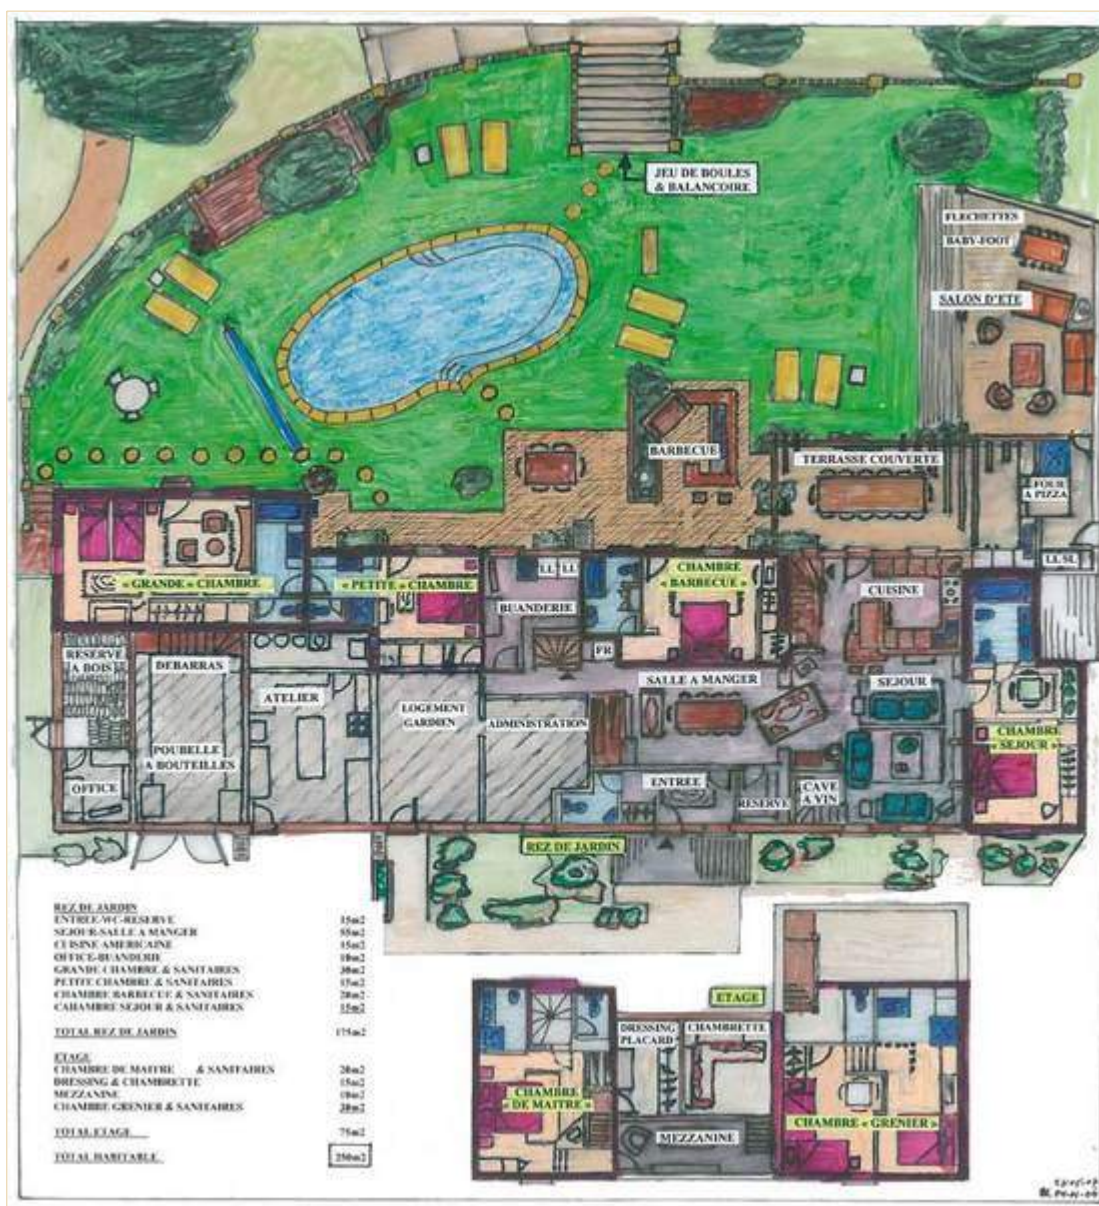 JEU DE BOULES
& BALANCOIRE
FLECHETTES
BABY-FOOT
SALON D'ETE
BARBECUE
TERRASSE COUVERTE
FOUR
A PIZZA
« GRANDE » CHAMBRE
« PETITE » CHAMBRE
LL
LL
BUANDERIE
CHAMBRE
« BARBECUE »
CUISINE
LL/SL
RESERVE
A BOIS
DEBARRAS
ATELIER
LOGEMENT
GARDIEN
ADMINISTRATION
FR
SALLE A MANGER
SEJOUR
CHAMBRE
« SEJOUR »
POUBELLE
A BOUTEILLES
OFFICE
ENTREE
RESERVE
CAVE
A VIN
REZ DE JARDIN
REZ DE JARDIN
ENTREE-WC-RESERVE 15m2
SEJOUR-SALLE A MANGER 55m2
CUISINE AMERICAINE 15m2
OFFICE-BUANDERIE 10m2
GRANDE CHAMBRE & SANITAIRES 30m2
PETITE CHAMBRE & SANITAIRES 15m2
CHAMBRE BARBECUE & SANITAIRES 20m2
CAHAMBRE SEJOUR & SANITAIRES 15m2
TOTAL REZ DE JARDIN 175m2
ETAGE
CHAMBRE DE MAITRE & SANITAIRES 20m2
DRESSING & CHAMBRETTE 15m2
MEZZANINE 10m2
CHAMBRE GRENIER & SANITAIRES 30m2
TOTAL ETAGE 75m2
TOTAL HABITABLE 250m2
ETAGE
DRESSING
PLACARD
CHAMBRETTE
CHAMBRE
« DE MAITRE »
CHAMBRE « GRENIER »
MEZZANINE